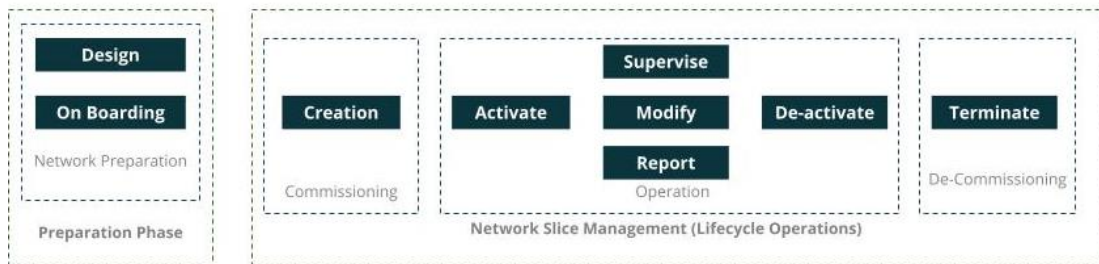 Design
On Boarding
Network Preparation
Preparation Phase
Creation
Commissioning
Activate
Supervise
Modify
Report
De-activate
Operation
Terminate
De-Commissioning
Network Slice Management (Lifecycle Operations)